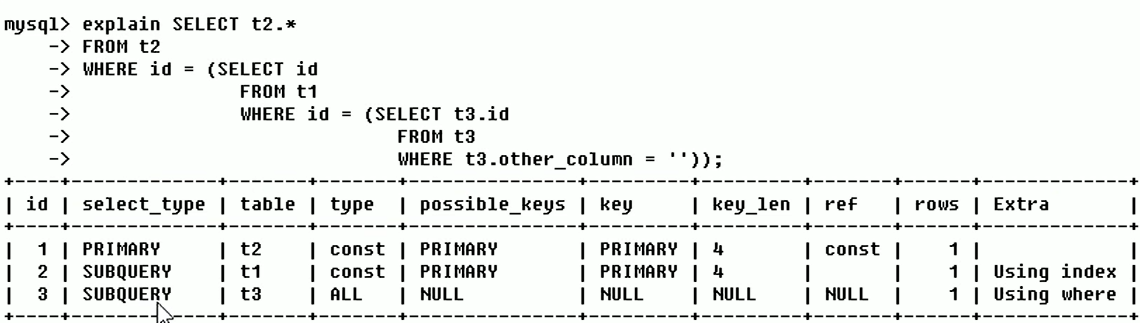 mysql> explain SELECT t2.*
    -> FROM t2
    -> WHERE id = (SELECT id
    ->               FROM t1
    ->               WHERE id = (SELECT t3.id
    ->                             FROM t3
    ->                             WHERE t3.other_column = ''));
+----+-------------+-------+-------+---------------+---------+---------+-------+------+-------------+
| id | select_type | table | type  | possible_keys | key     | key_len | ref   | rows | Extra       |
+----+-------------+-------+-------+---------------+---------+---------+-------+------+-------------+
|  1 | PRIMARY     | t2    | const | PRIMARY       | PRIMARY | 4       | const |    1 |             |
|  2 | SUBQUERY    | t1    | const | PRIMARY       | PRIMARY | 4       |       |    1 | Using index |
|  3 | SUBQUERY    | t3    | ALL   | NULL          | NULL    | NULL    | NULL  |    1 | Using where |
+----+-------------+-------+-------+---------------+---------+---------+-------+------+-------------+